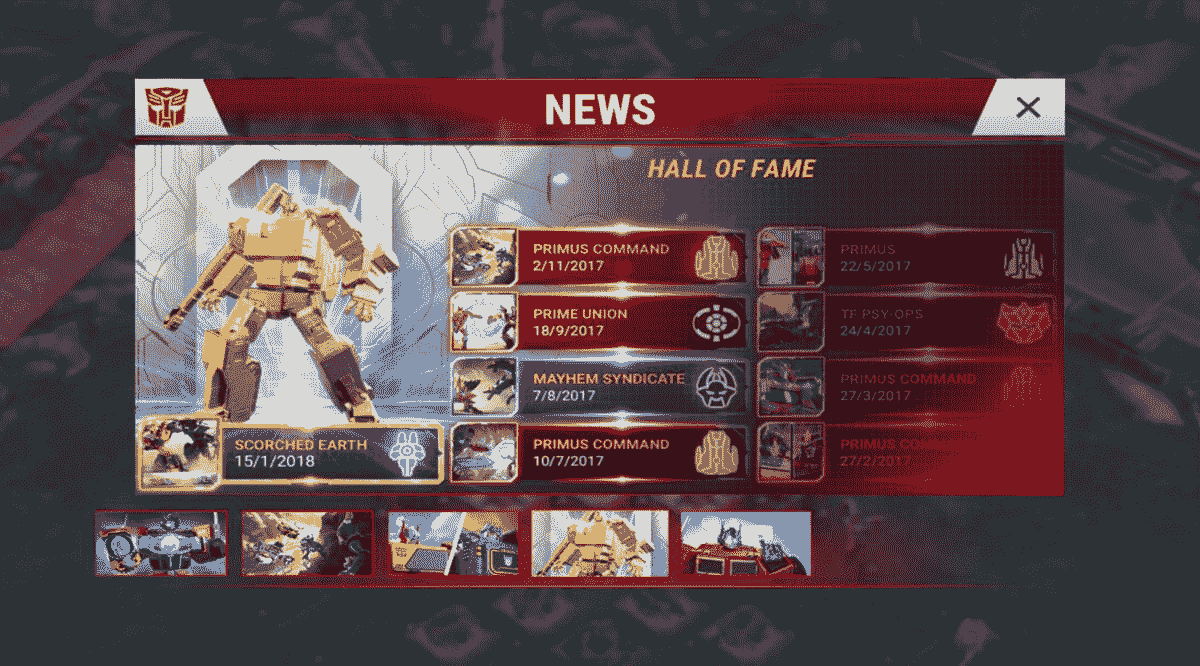 NEWS
HALL OF FAME
SCORCHED EARTH
15/1/2018
PRIMUS COMMAND
2/11/2017
PRIME UNION
18/9/2017
MAYHEM SYNDICATE
7/8/2017
PRIMUS COMMAND
10/7/2017
PRIMUS
22/5/2017
TF PSY-OPS
24/4/2017
PRIMUS COMMAND
27/3/2017
PRIMUS
27/2/2017